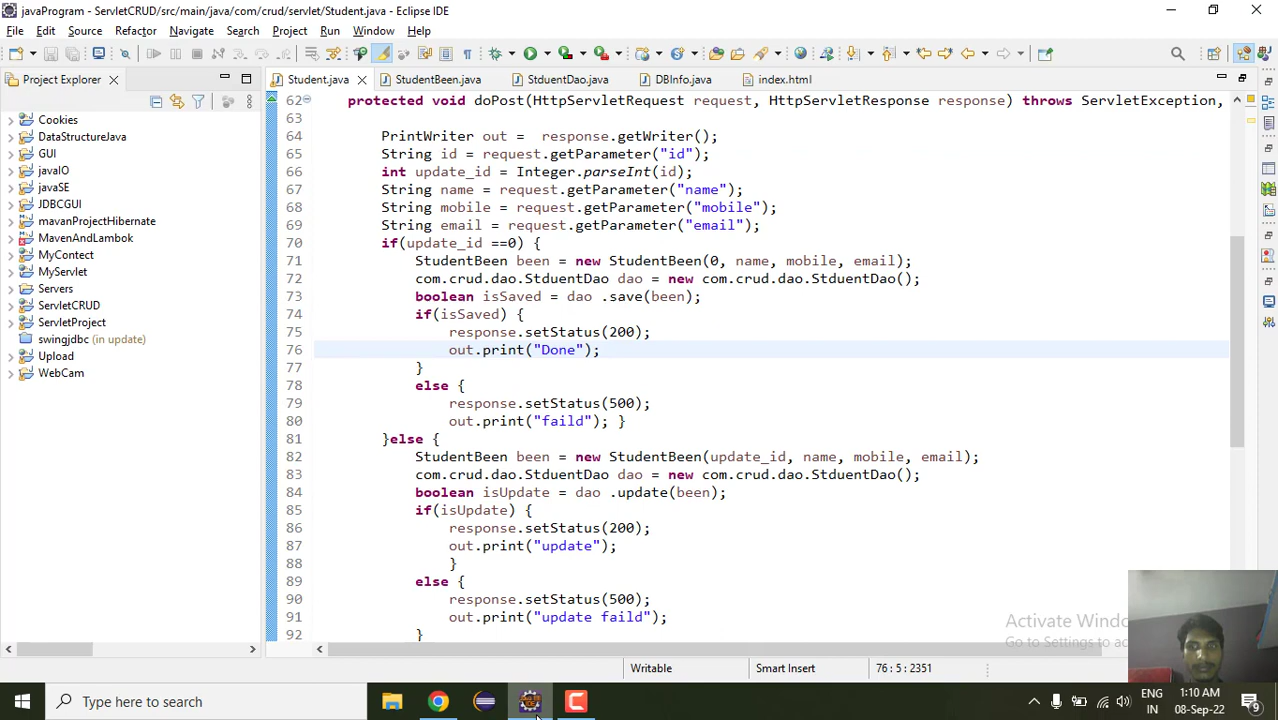 javaProgram - ServletCRUD/src/main/java/com/crud/servlet/Student.java - Eclipse IDE
File Edit Source Refactor Navigate Search Project Run Window Help
Project Explorer
Student.java StudentBeen.java StduentDao.java DBInfo.java index.html
Cookies
DataStructureJava
GUI
javaIO
javaSE
JDBCGUI
mavanProjectHibernate
MavenAndLambok
MyContect
MyServlet
Servers
ServletCRUD
ServletProject
swingjdbc (in update)
Upload
WebCam
62 protected void doPost(HttpServletRequest request, HttpServletResponse response) throws ServletException,
63
64 PrintWriter out =  response.getWriter();
65 String id = request.getParameter("id");
66 int update_id = Integer.parseInt(id);
67 String name = request.getParameter("name");
68 String mobile = request.getParameter("mobile");
69 String email = request.getParameter("email");
70 if(update_id ==0) {
71 StudentBeen been = new StudentBeen(0, name, mobile, email);
72 com.crud.dao.StduentDao dao = new com.crud.dao.StduentDao();
73 boolean isSaved = dao .save(been);
74 if(isSaved) {
75 response.setStatus(200);
76 out.print("Done");
77 }
78 else {
79 response.setStatus(500);
80 out.print("faild"); }
81 }else {
82 StudentBeen been = new StudentBeen(update_id, name, mobile, email);
83 com.crud.dao.StduentDao dao = new com.crud.dao.StduentDao();
84 boolean isUpdate = dao .update(been);
85 if(isUpdate) {
86 response.setStatus(200);
87 out.print("update");
88 }
89 else {
90 response.setStatus(500);
91 out.print("update faild");
92 }
Activate Windo
Go to Settings to ac
Writable Smart Insert 76 : 5 : 2351
Type here to search
ENG
IN
1:10 AM
08-Sep-22
9